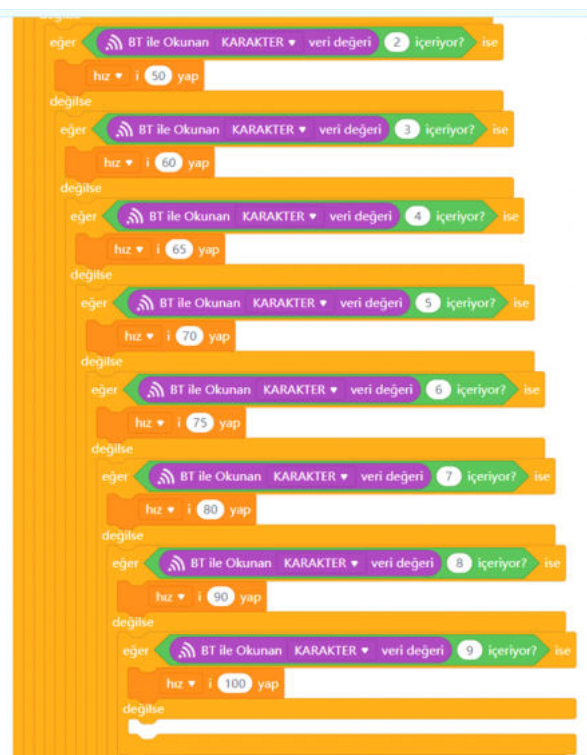 değilse
eğer BT ile Okunan KARAKTER ▾ veri değeri 2 içeriyor? ise
hız ▾ i 50 yap
değilse
eğer BT ile Okunan KARAKTER ▾ veri değeri 3 içeriyor? ise
hız ▾ i 60 yap
değilse
eğer BT ile Okunan KARAKTER ▾ veri değeri 4 içeriyor? ise
hız ▾ i 65 yap
değilse
eğer BT ile Okunan KARAKTER ▾ veri değeri 5 içeriyor? ise
hız ▾ i 70 yap
değilse
eğer BT ile Okunan KARAKTER ▾ veri değeri 6 içeriyor? ise
hız ▾ i 75 yap
değilse
eğer BT ile Okunan KARAKTER ▾ veri değeri 7 içeriyor? ise
hız ▾ i 80 yap
değilse
eğer BT ile Okunan KARAKTER ▾ veri değeri 8 içeriyor? ise
hız ▾ i 90 yap
değilse
eğer BT ile Okunan KARAKTER ▾ veri değeri 9 içeriyor? ise
hız ▾ i 100 yap
değilse